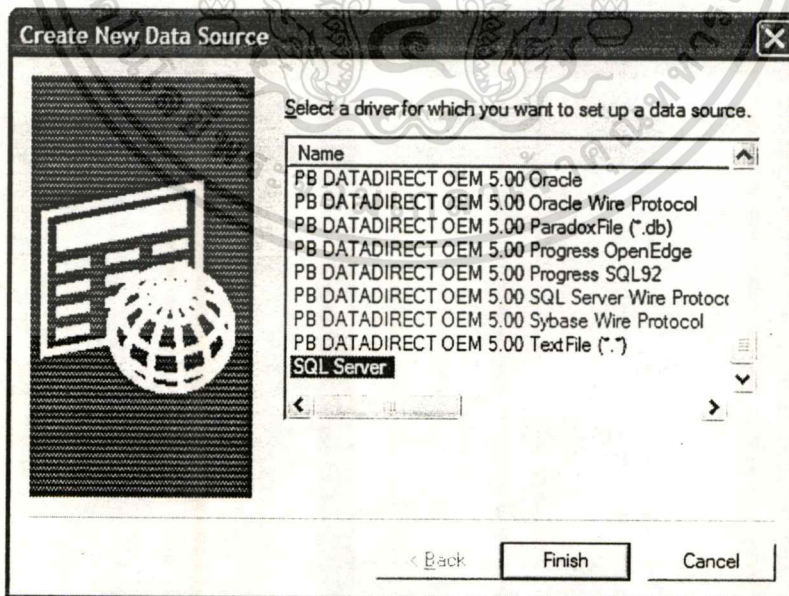 Create New Data Source
Select a driver for which you want to set up a data source.
Name
PB DATADIRECT OEM 5.00 Oracle
PB DATADIRECT OEM 5.00 Oracle Wire Protocol
PB DATADIRECT OEM 5.00 ParadoxFile (*.db)
PB DATADIRECT OEM 5.00 Progress OpenEdge
PB DATADIRECT OEM 5.00 Progress SQL92
PB DATADIRECT OEM 5.00 SQL Server Wire Protoco
PB DATADIRECT OEM 5.00 Sybase Wire Protocol
PB DATADIRECT OEM 5.00 TextFile (*.*)
SQL Server
< Back Finish Cancel